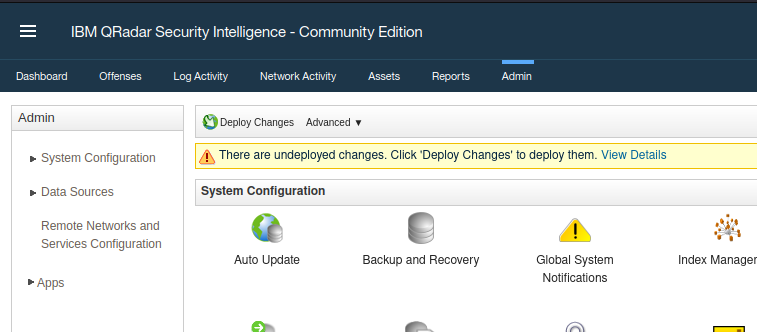 IBM QRadar Security Intelligence - Community Edition
Dashboard Offenses Log Activity Network Activity Assets Reports Admin
Admin
System Configuration
Data Sources
Remote Networks and
Services Configuration
Apps
Deploy Changes Advanced ▼
There are undeployed changes. Click 'Deploy Changes' to deploy them. View Details
System Configuration
Auto Update
Backup and Recovery
Global System
Notifications
Index Manager